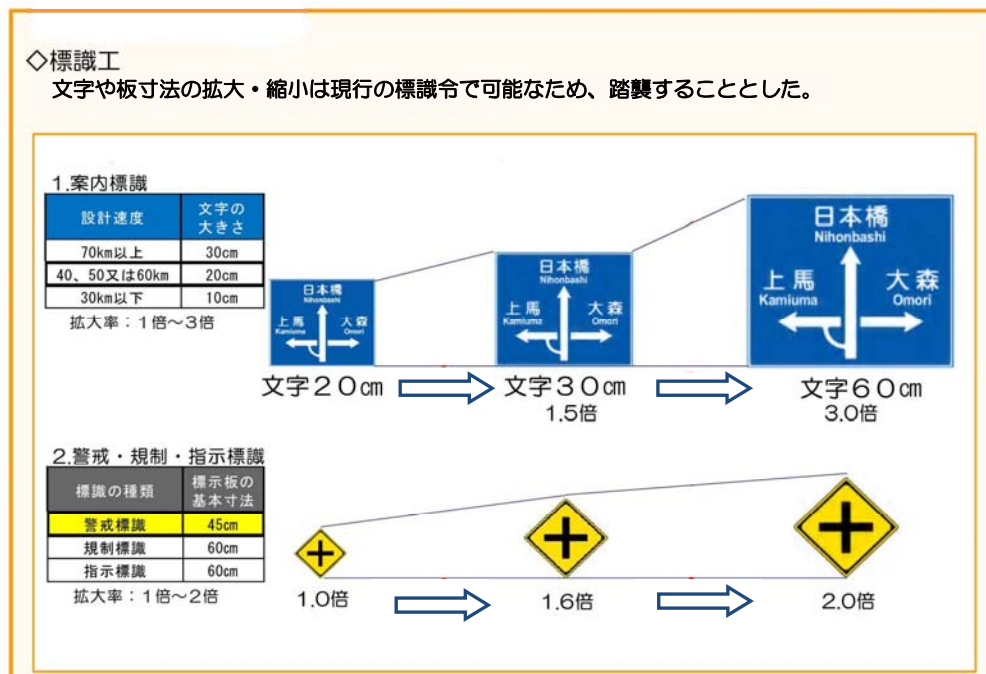 ◇標識工
文字や板寸法の拡大・縮小は現行の標識令で可能なため、踏襲することとした。
1.案内標識
設計速度 文字の大きさ
70km以上 30cm
40、50又は60km 20cm
30km以下 10cm
拡大率:1倍~3倍
日本橋
Nihonbashi
上馬 大森
Kamiuma Omori
日本橋
Nihonbashi
上馬 大森
Kamiuma Omori
日本橋
Nihonbashi
上馬 大森
Kamiuma Omori
文字20cm 文字30cm 文字60cm
1.5倍 3.0倍
2.警戒・規制・指示標識
標識の種類 標示板の基本寸法
警戒標識 45cm
規制標識 60cm
指示標識 60cm
拡大率:1倍~2倍
1.0倍 1.6倍 2.0倍